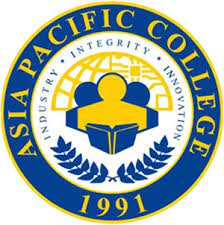 ASIA PACIFIC COLLEGE
INDUSTRY · INTEGRITY · INNOVATION
1991